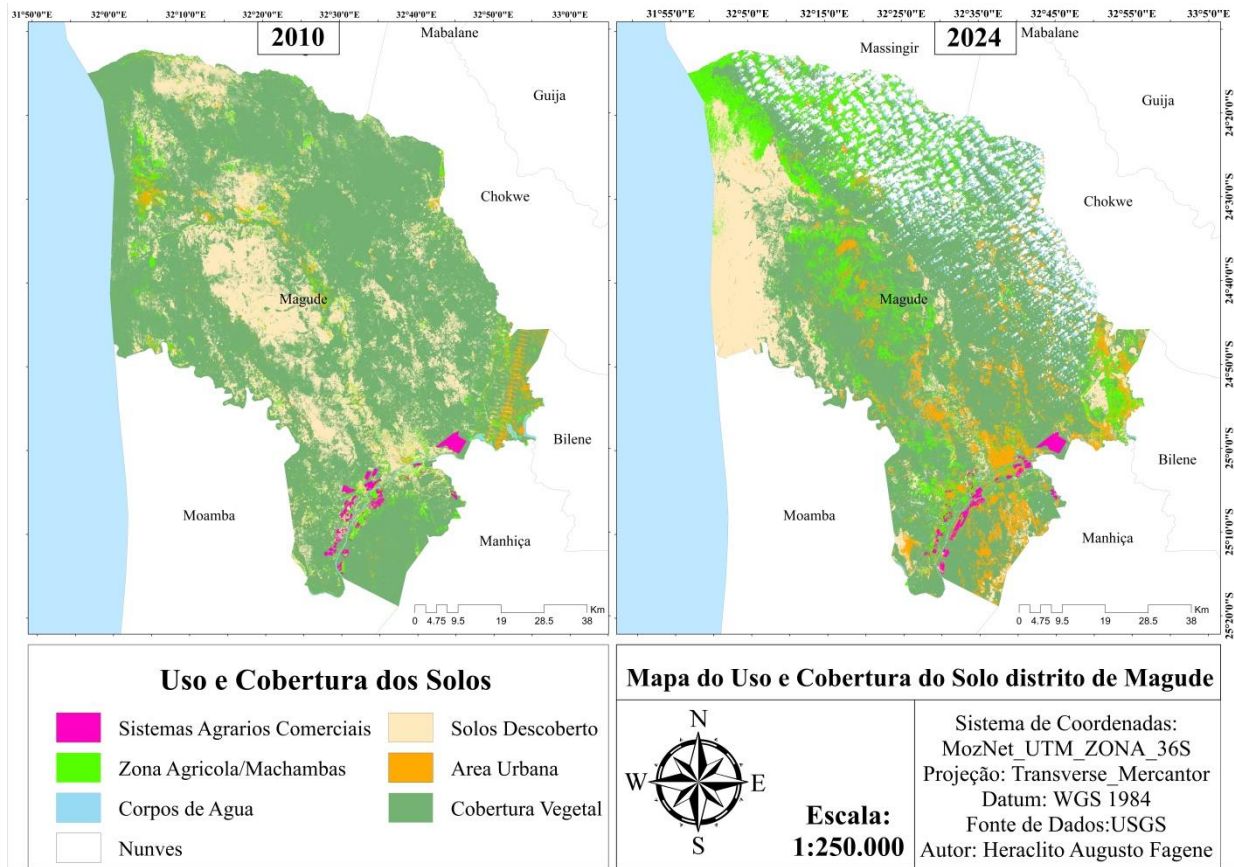 31°50'0"E 31°55'0"E 32°0'0"E 32°10'0"E 32°20'0"E 32°30'0"E 32°40'0"E 32°50'0"E 33°0'0"E
2010
Mabalane
Guija
Chokwe
Magude
Bilene
Moamba
Manhiça
0 4.75 9.5 19 28.5 38
Km
31°55'0"E 32°5'0"E 32°15'0"E 32°25'0"E 32°35'0"E 32°45'0"E 32°55'0"E 33°5'0"E
2024
Massingir
Mabalane
Guija
Chokwe
Magude
Bilene
Moamba
Manhiça
24°20'0"S
24°30'0"S
24°40'0"S
24°50'0"S
25°0'0"S
25°10'0"S
25°20'0"S
0 4.75 9.5 19 28.5 38
Km
Uso e Cobertura dos Solos
Sistemas Agrarios Comerciais
Zona Agricola/Machambas
Corpos de Agua
Nunves
Solos Descoberto
Area Urbana
Cobertura Vegetal
Mapa do Uso e Cobertura do Solo distrito de Magude
N
W E
S
Escala:
1:250.000
Sistema de Coordenadas:
MozNet_UTM_ZONA_36S
Projeção: Transverse_Mercantor
Datum: WGS 1984
Fonte de Dados:USGS
Autor: Heraclito Augusto Fagene